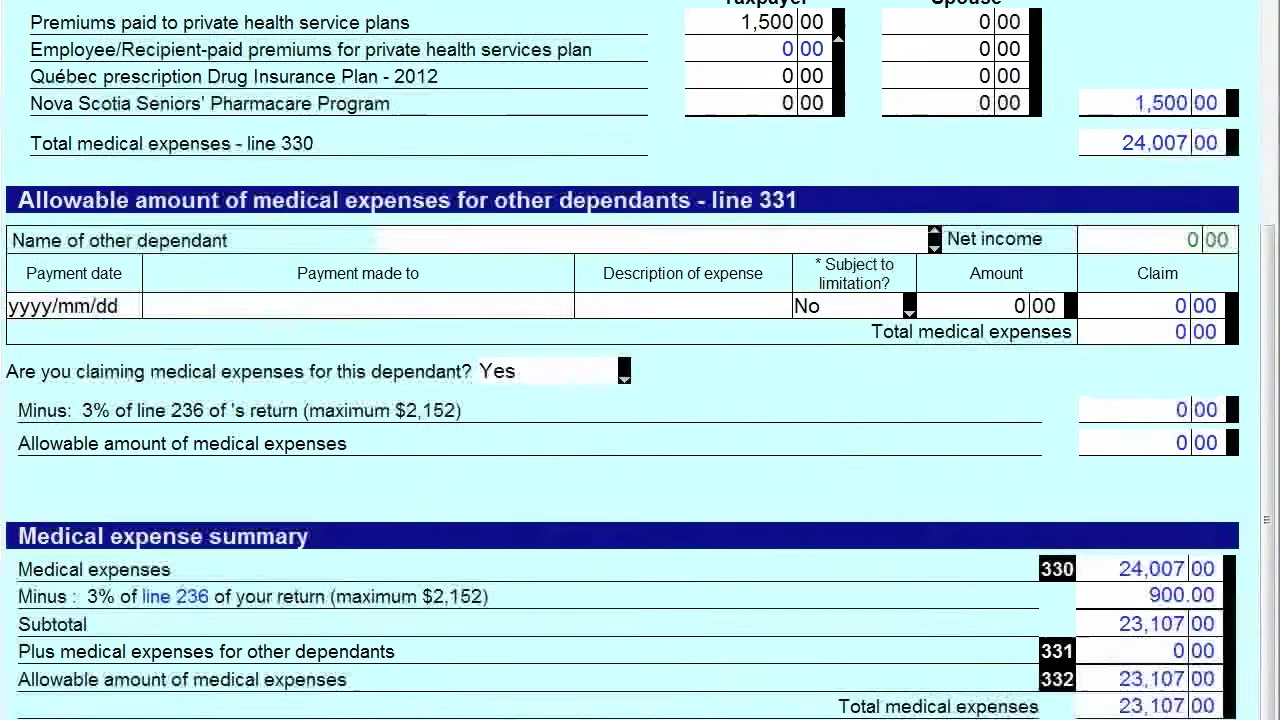 Taxpayer Spouse
Premiums paid to private health service plans 1,500 00 0 00
Employee/Recipient-paid premiums for private health services plan 0 00 0 00
Québec prescription Drug Insurance Plan - 2012 0 00 0 00
Nova Scotia Seniors' Pharmacare Program 0 00 0 00 1,500 00
Total medical expenses - line 330 24,007 00
Allowable amount of medical expenses for other dependants - line 331
Name of other dependant Net income 0 00
Payment date Payment made to Description of expense * Subject to limitation? Amount Claim
yyyy/mm/dd No 0 00 0 00
Total medical expenses 0 00
Are you claiming medical expenses for this dependant? Yes
Minus: 3% of line 236 of 's return (maximum $2,152) 0 00
Allowable amount of medical expenses 0 00
Medical expense summary
Medical expenses 330 24,007 00
Minus : 3% of line 236 of your return (maximum $2,152) 900.00
Subtotal 23,107 00
Plus medical expenses for other dependants 331 0 00
Allowable amount of medical expenses 332 23,107 00
Total medical expenses 23,107 00